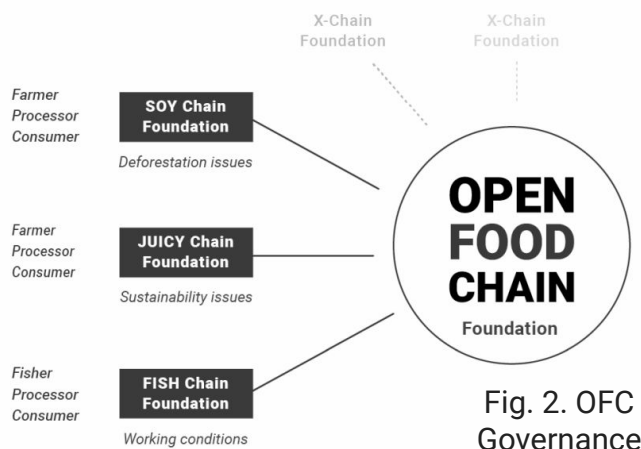 X-Chain
Foundation
X-Chain
Foundation
Farmer
Processor
Consumer
SOY Chain
Foundation
Deforestation issues
Farmer
Processor
Consumer
JUICY Chain
Foundation
Sustainability issues
Fisher
Processor
Consumer
FISH Chain
Foundation
Working conditions
OPEN
FOOD
CHAIN
Foundation
Fig. 2. OFC
Governance